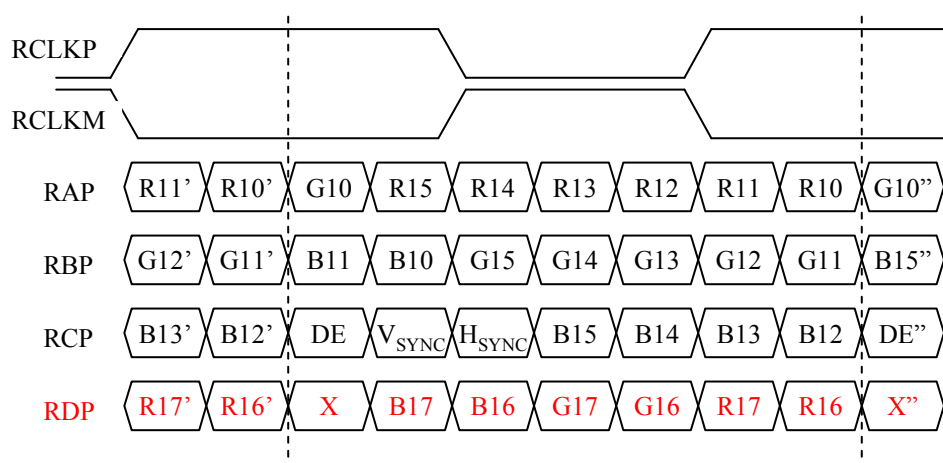 RCLKP
RCLKM
RAP R11’ R10’ G10 R15 R14 R13 R12 R11 R10 G10”
RBP G12’ G11’ B11 B10 G15 G14 G13 G12 G11 B15”
RCP B13’ B12’ DE VSYNC HSYNC B15 B14 B13 B12 DE”
RDP R17’ R16’ X B17 B16 G17 G16 R17 R16 X”